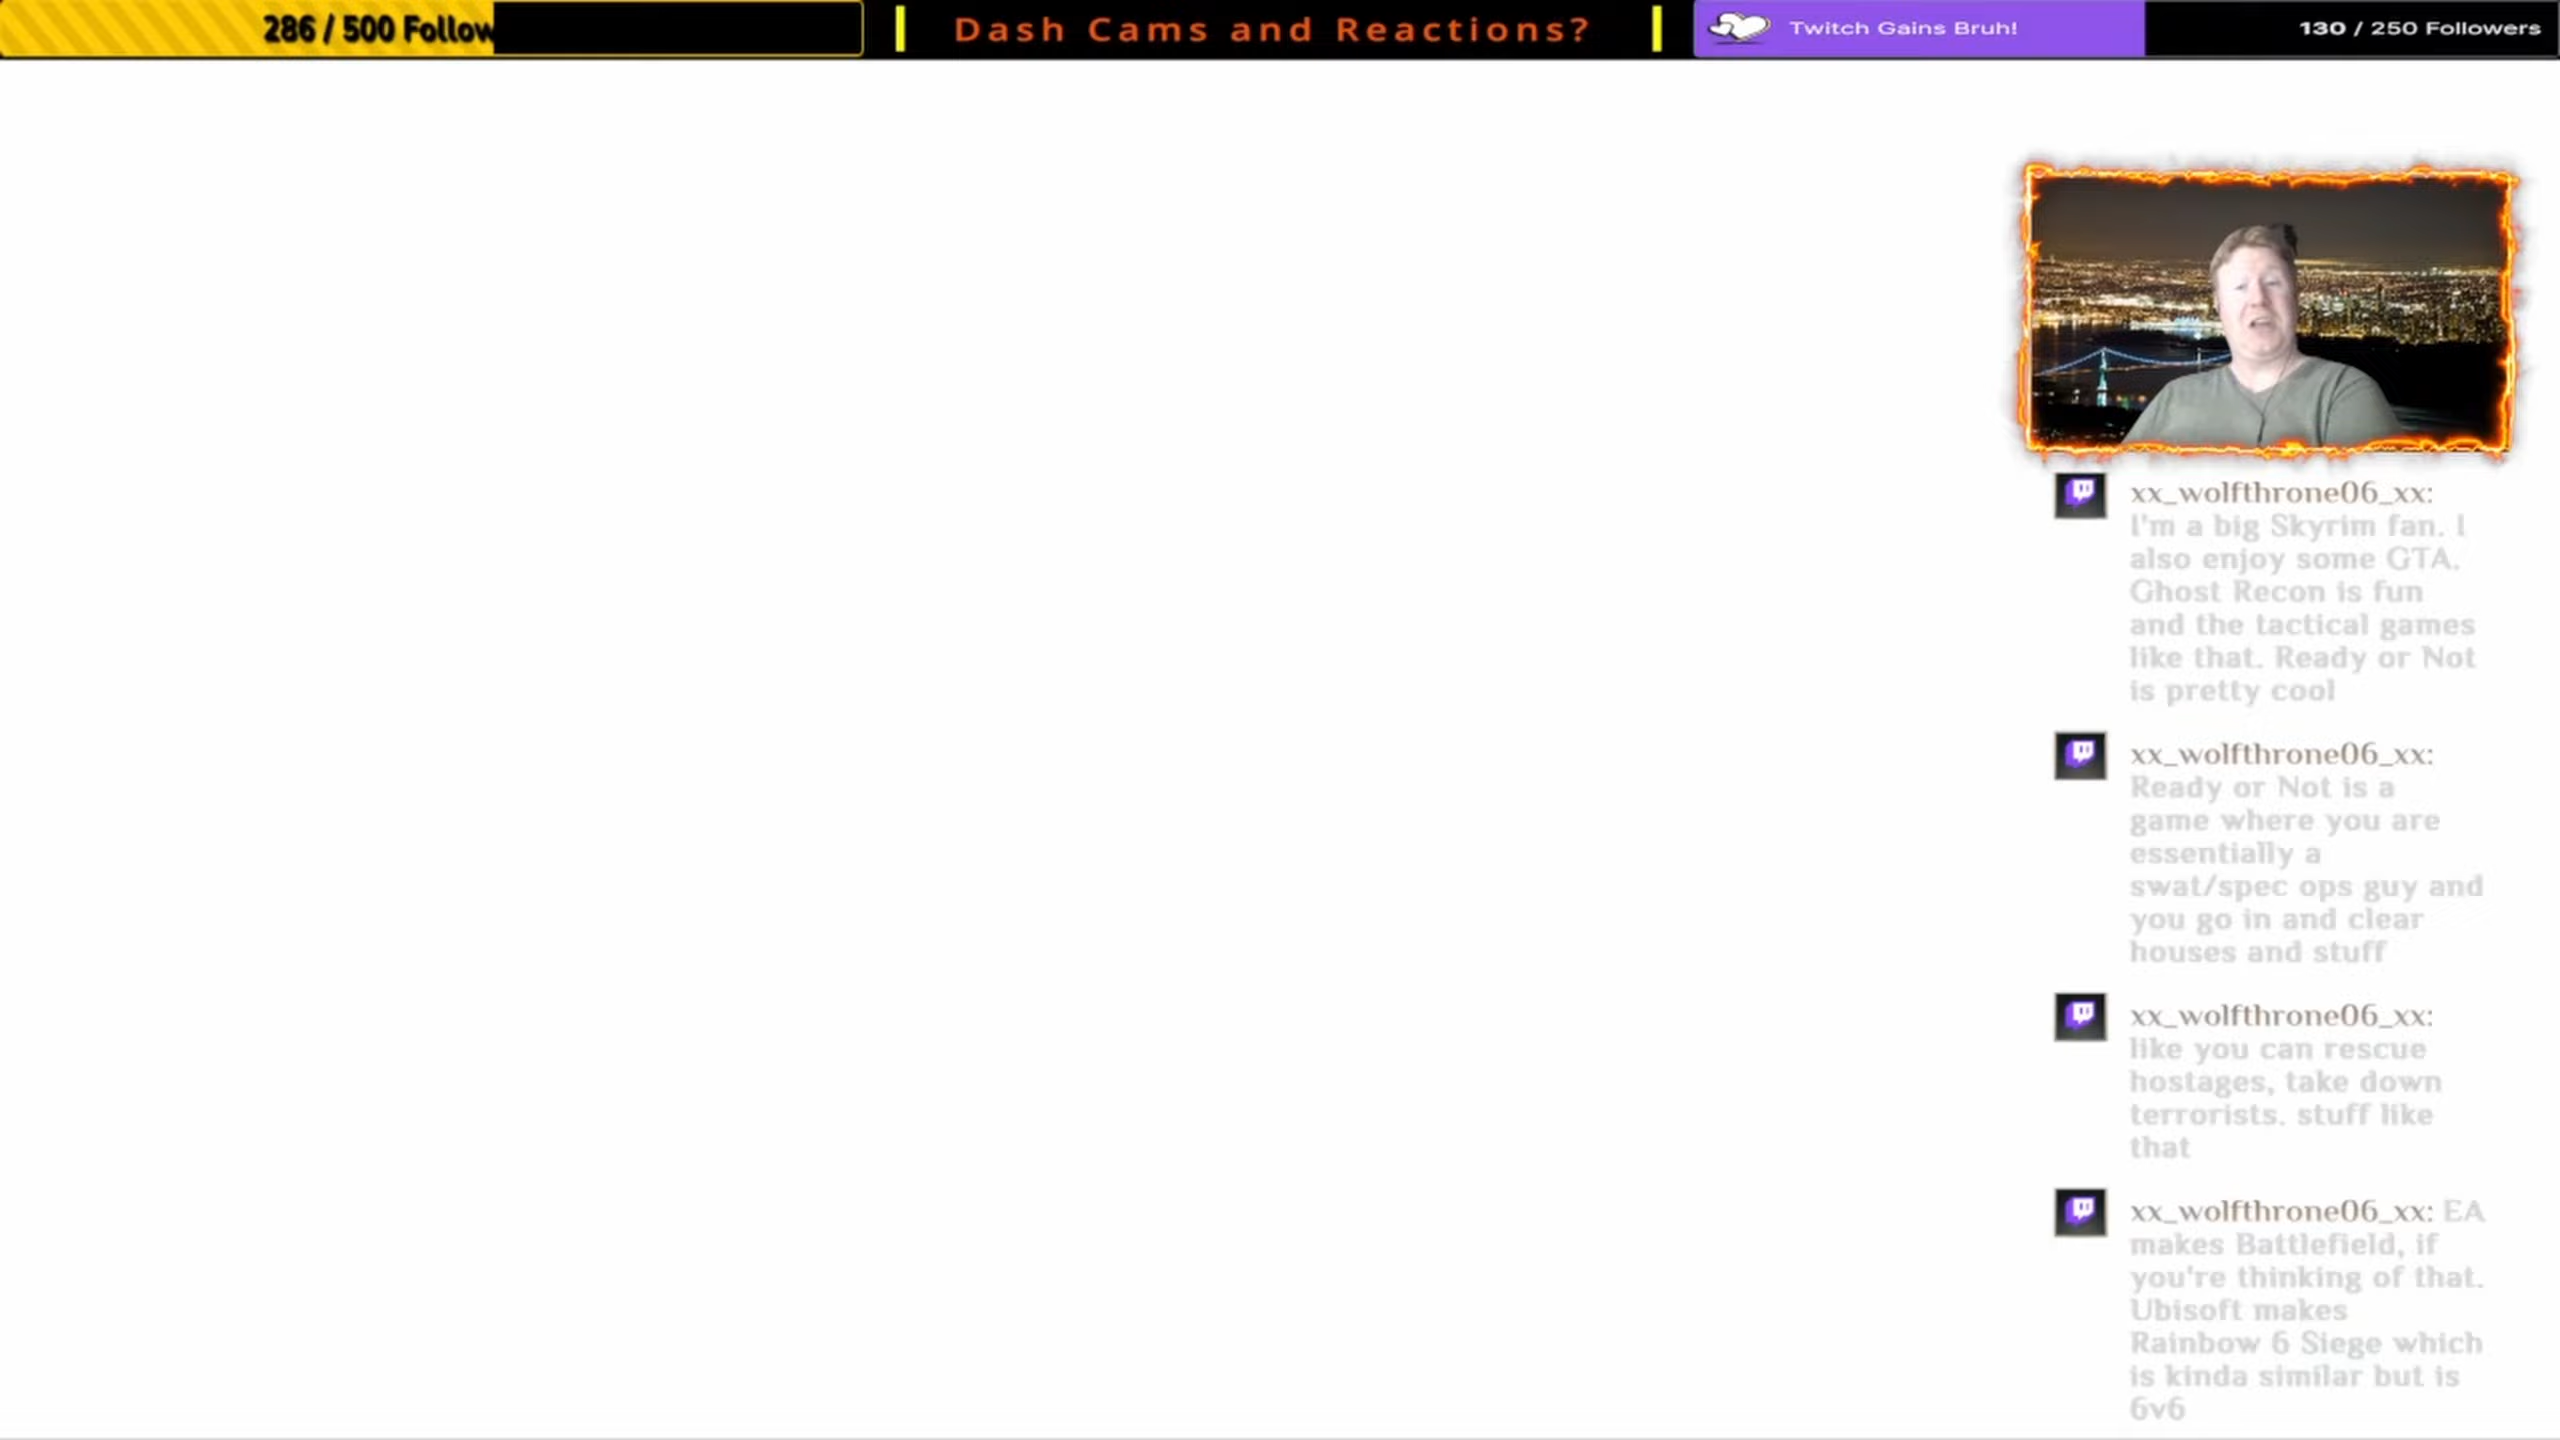 286 / 500 Follow
Dash Cams and Reactions?
Twitch Gains Bruh!
130 / 250 Followers
xx_wolfthrone06_xx:
I'm a big Skyrim fan. I
also enjoy some GTA.
Ghost Recon is fun
and the tactical games
like that. Ready or Not
is pretty cool
xx_wolfthrone06_xx:
Ready or Not is a
game where you are
essentially a
swat/spec ops guy and
you go in and clear
houses and stuff
xx_wolfthrone06_xx:
like you can rescue
hostages, take down
terrorists. stuff like
that
xx_wolfthrone06_xx: EA
makes Battlefield, if
you're thinking of that.
Ubisoft makes
Rainbow 6 Siege which
is kinda similar but is
6v6